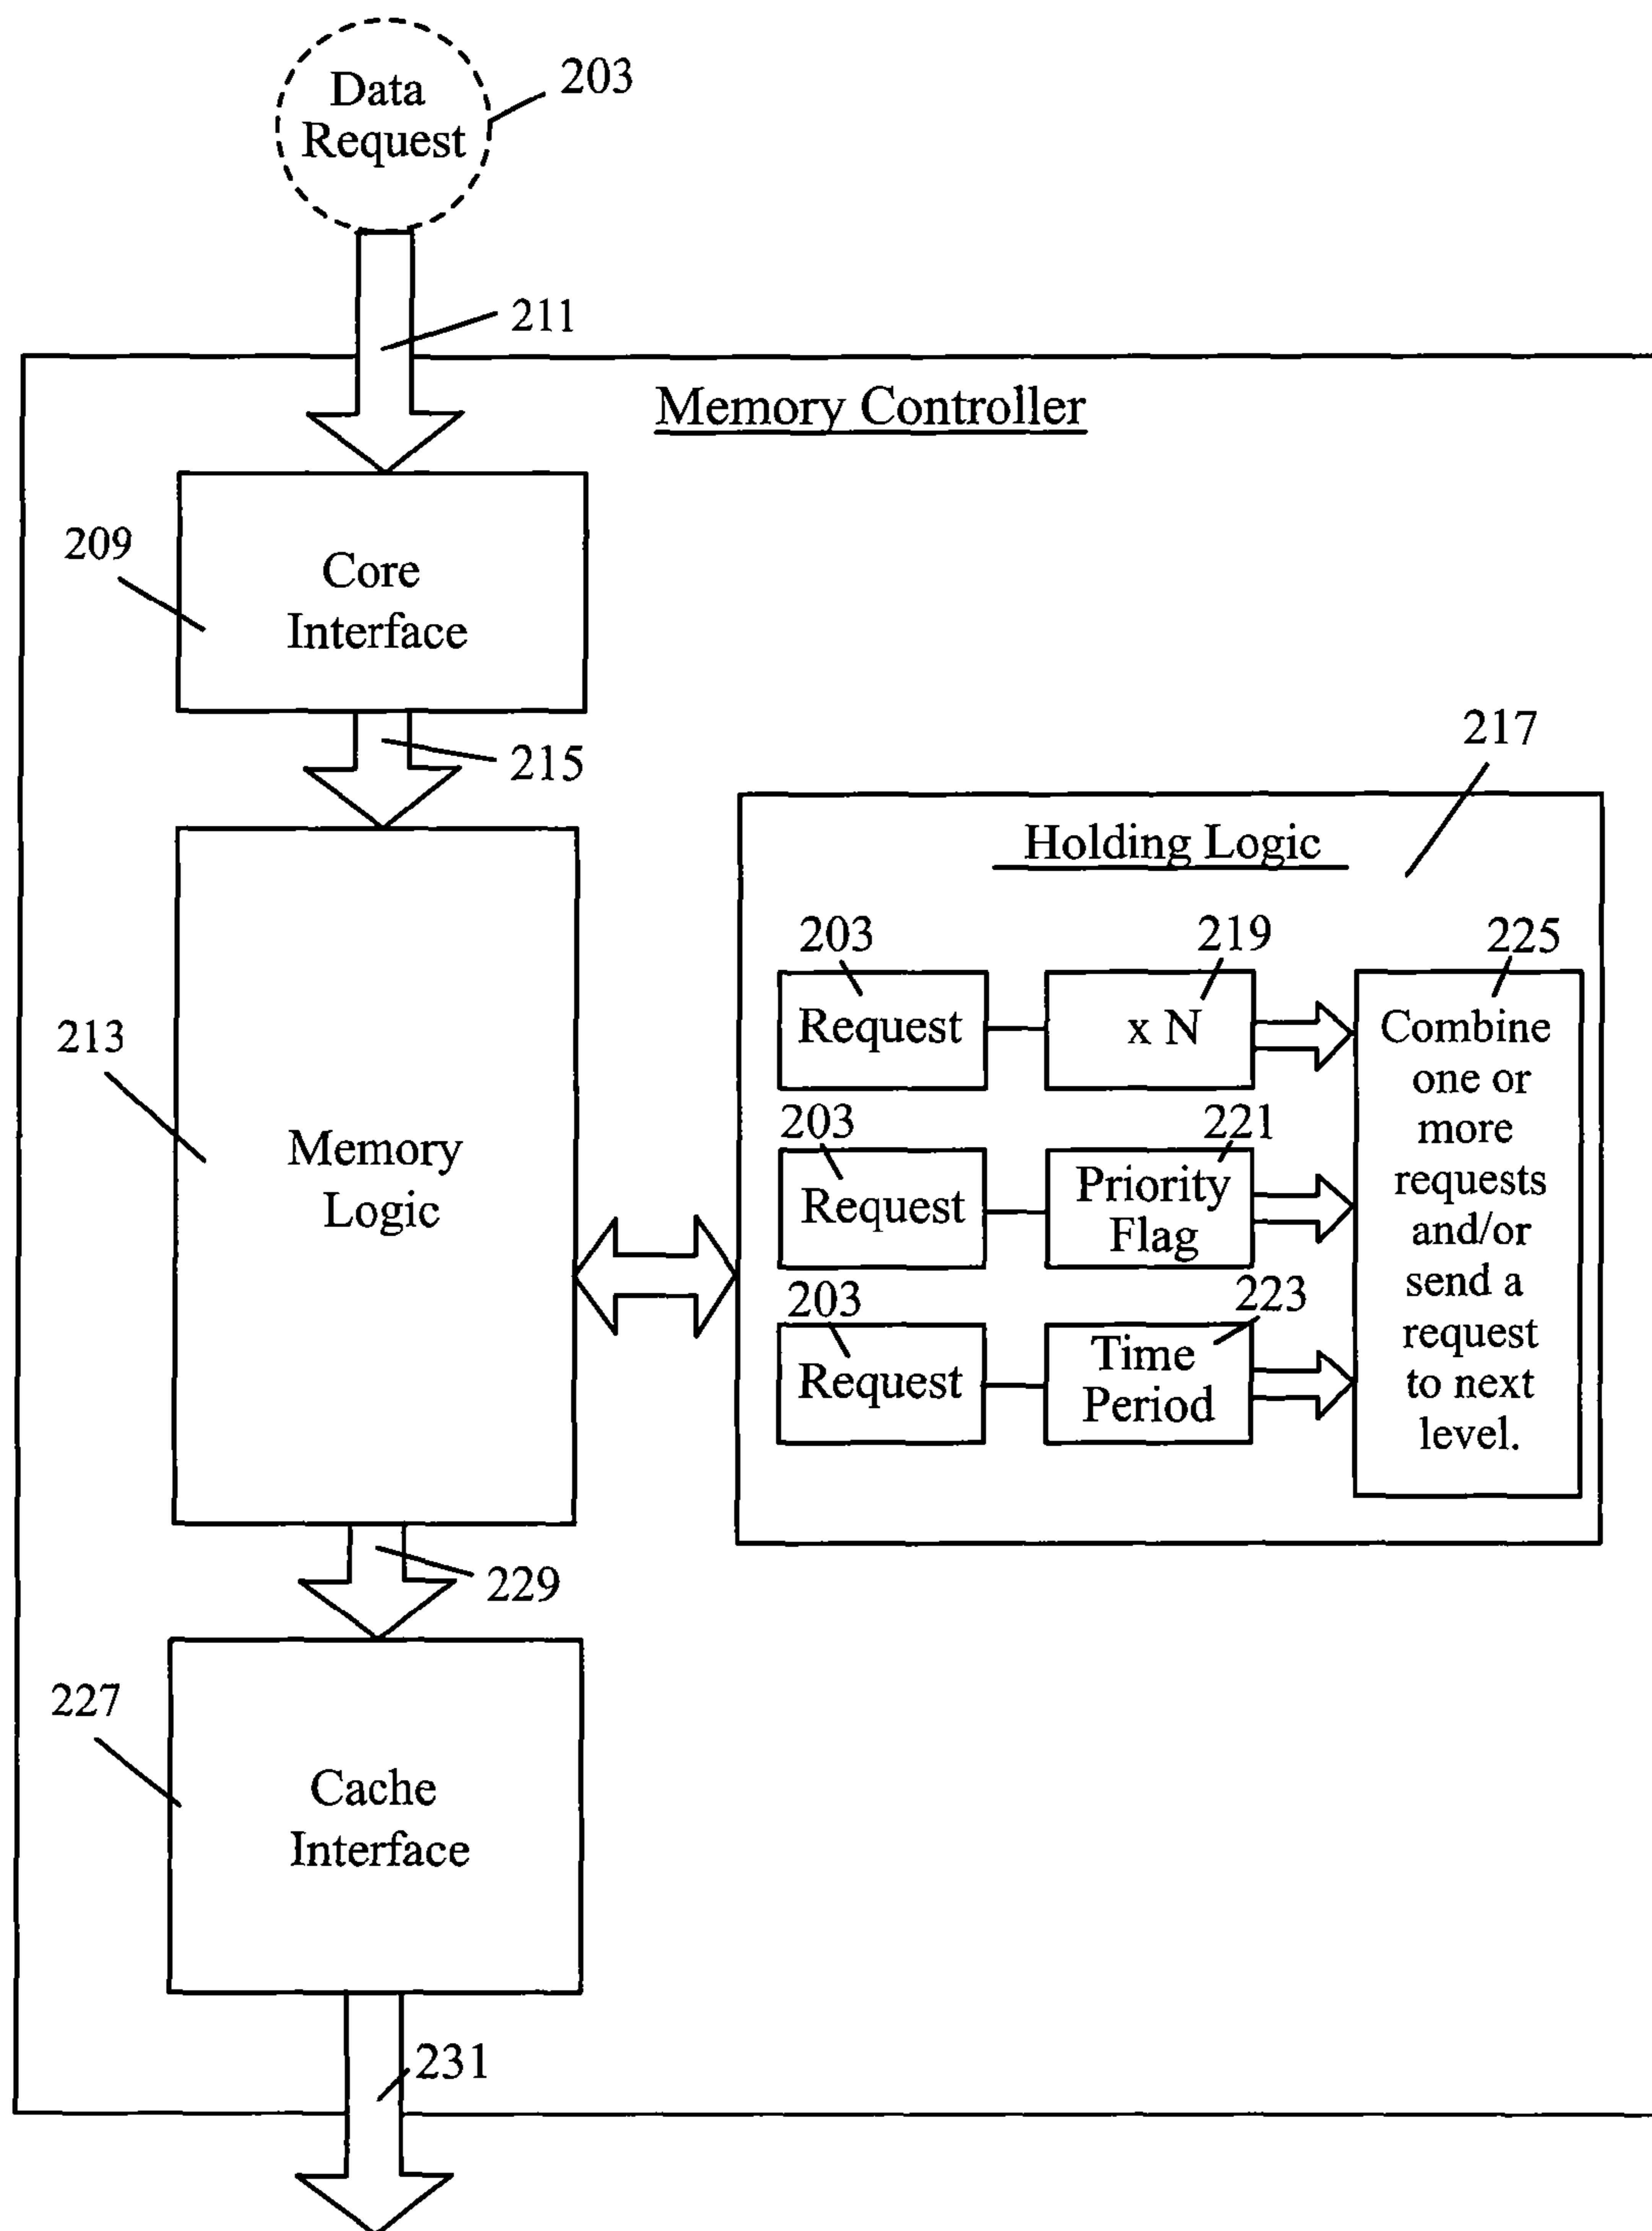 Data
Request
203
211
Memory Controller
209
Core
Interface
215
217
Holding Logic
203
219
225
Request
x N
213
Memory
Logic
203
221
Request
Priority
Flag
203
223
Request
Time
Period
Combine
one or
more
requests
and/or
send a
request
to next
level.
229
227
Cache
Interface
231